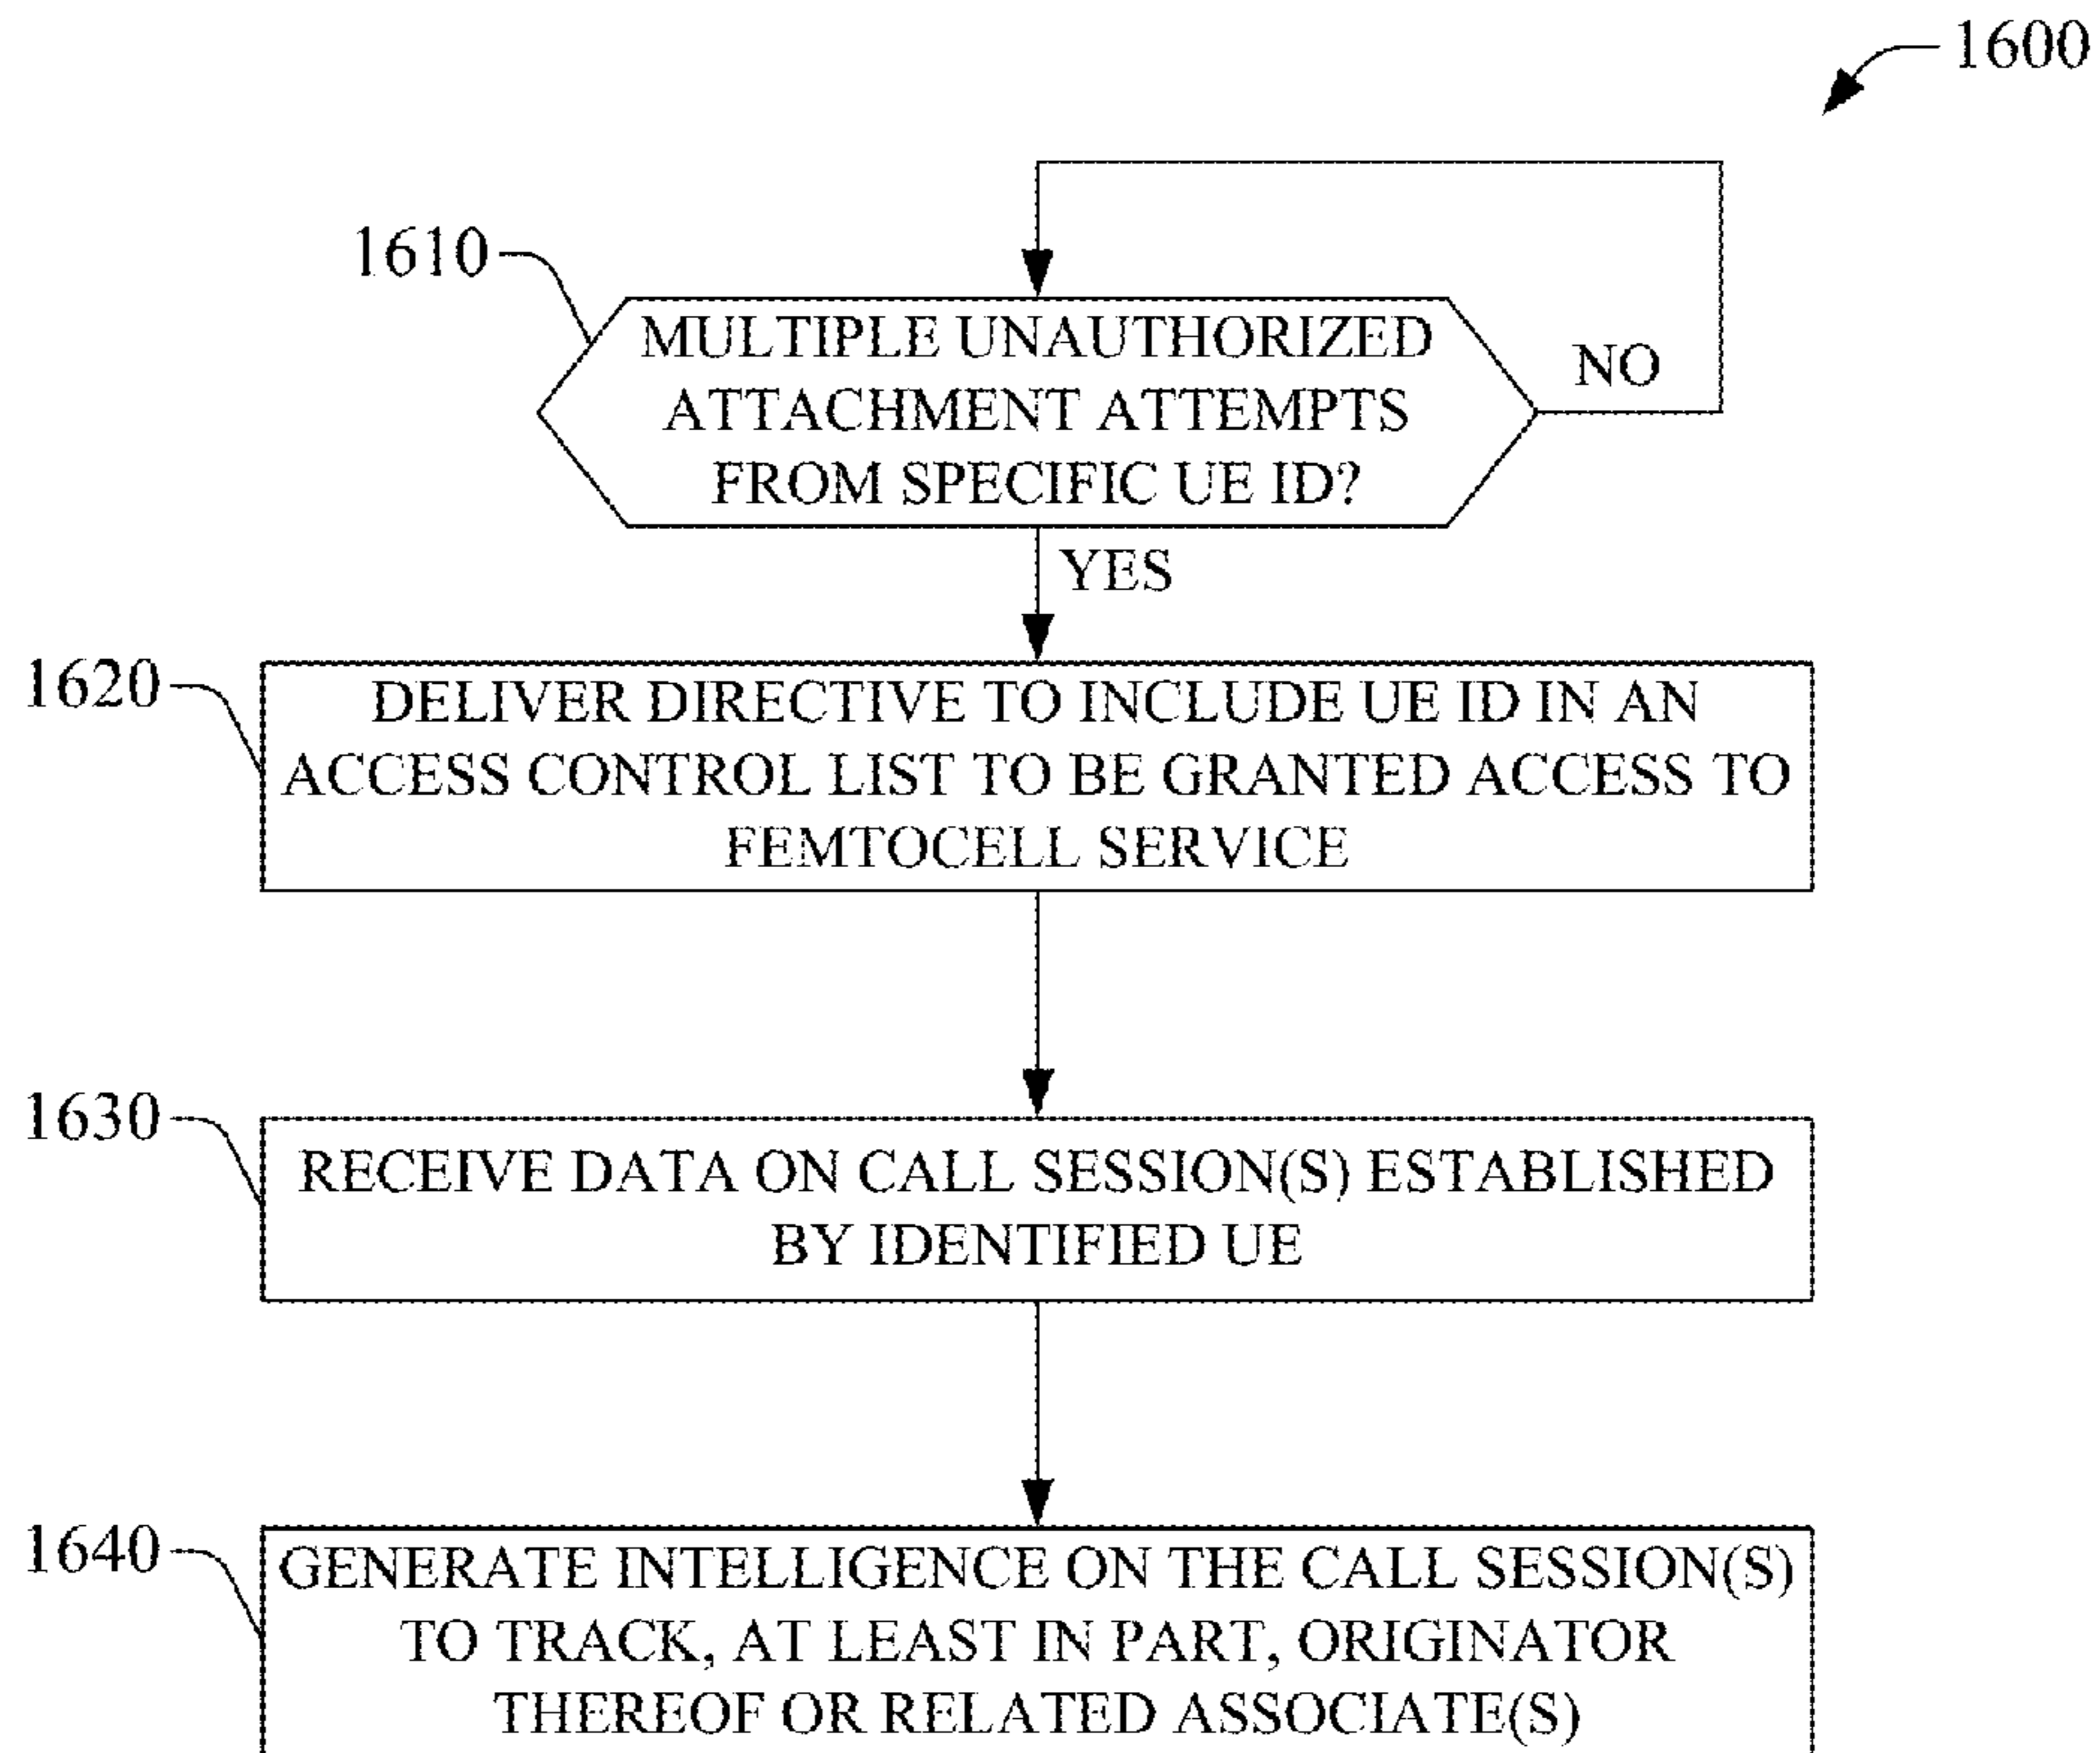 1600
1610
MULTIPLE UNAUTHORIZED
ATTACHMENT ATTEMPTS
FROM SPECIFIC UE ID?
NO
YES
1620
DELIVER DIRECTIVE TO INCLUDE UE ID IN AN
ACCESS CONTROL LIST TO BE GRANTED ACCESS TO
FEMTOCELL SERVICE
1630
RECEIVE DATA ON CALL SESSION(S) ESTABLISHED
BY IDENTIFIED UE
1640
GENERATE INTELLIGENCE ON THE CALL SESSION(S)
TO TRACK, AT LEAST IN PART, ORIGINATOR
THEREOF OR RELATED ASSOCIATE(S)